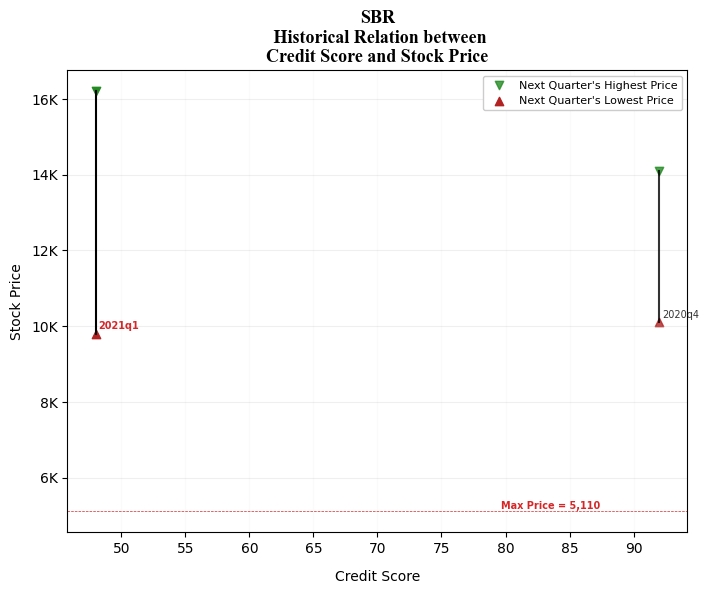 SBR
Historical Relation between
Credit Score and Stock Price
Next Quarter's Highest Price
Next Quarter's Lowest Price
16K
14K
12K
10K
8K
6K
Stock Price
2021q1
2020q4
Max Price = 5,110
50 55 60 65 70 75 80 85 90
Credit Score